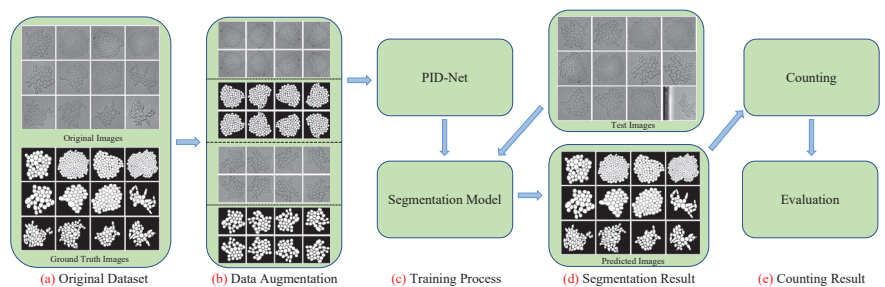 Original Images
Ground Truth Images
(a) Original Dataset
(b) Data Augmentation
PID-Net
Segmentation Model
(c) Training Process
Test Images
Predicted Images
(d) Segmentation Result
Counting
Evaluation
(e) Counting Result